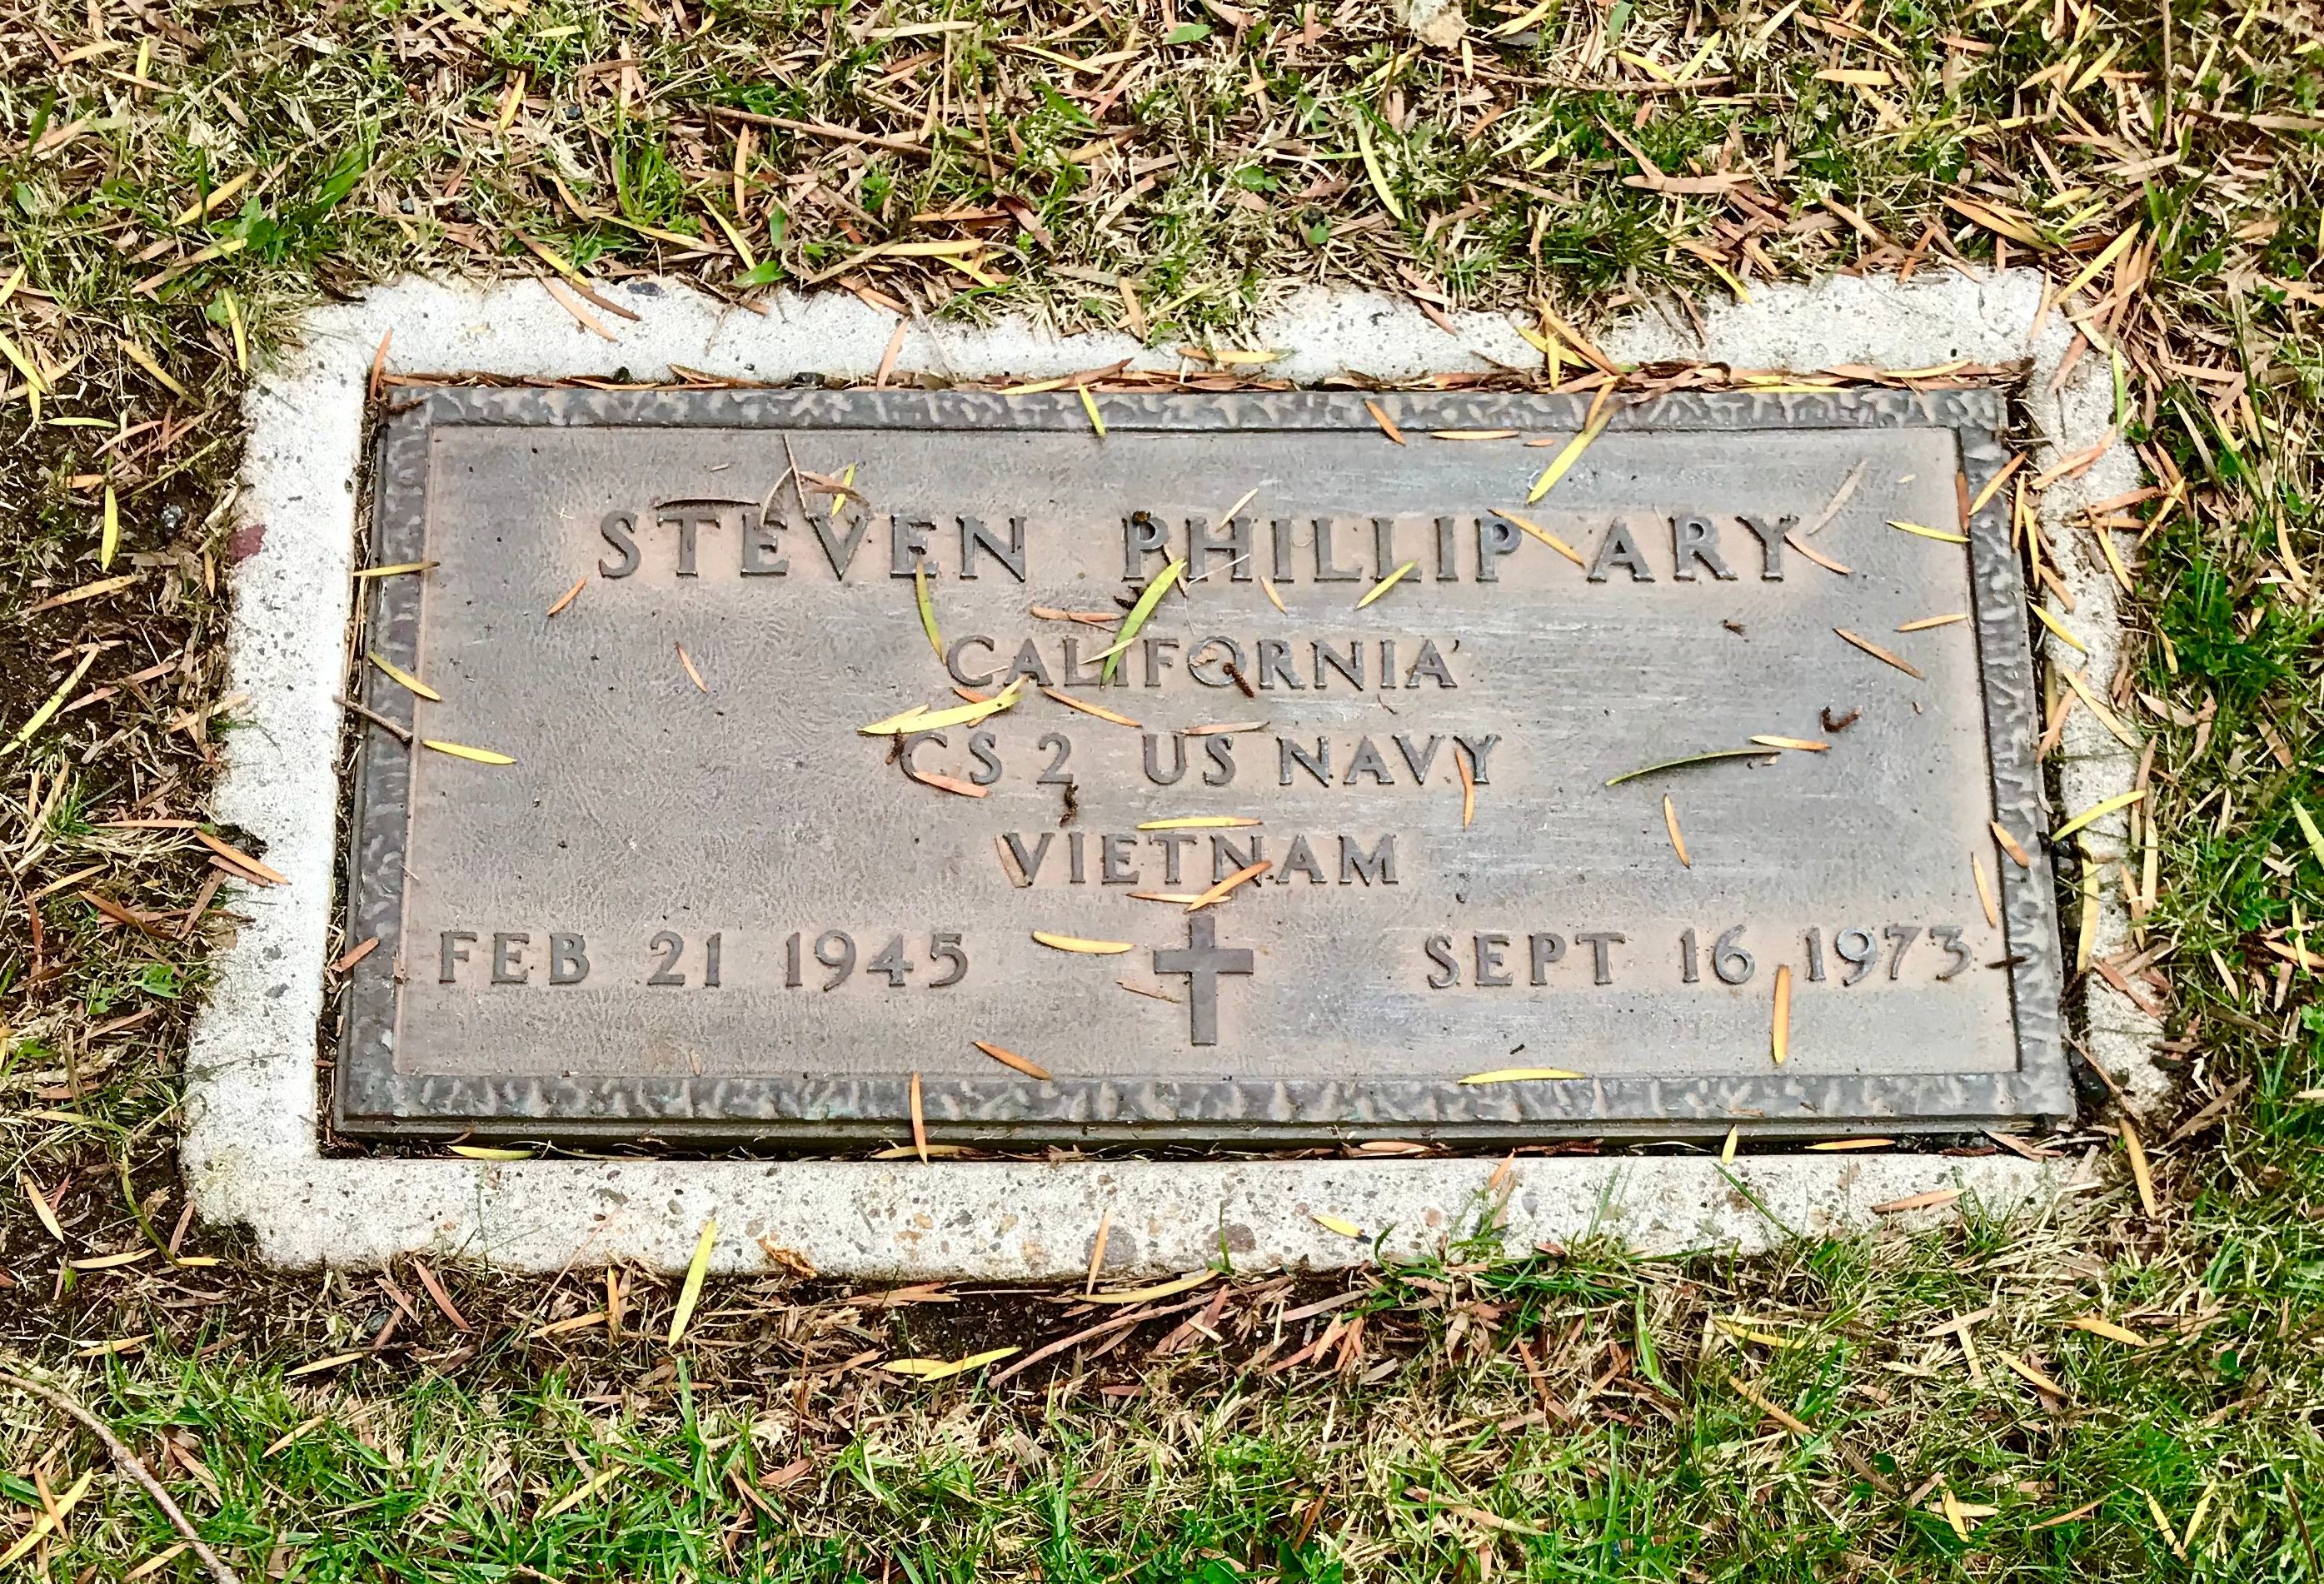 STEVEN PHILLIP ARY
CALIFORNIA
CS 2 US NAVY
VIETNAM
FEB 21 1945 SEPT 16 1973